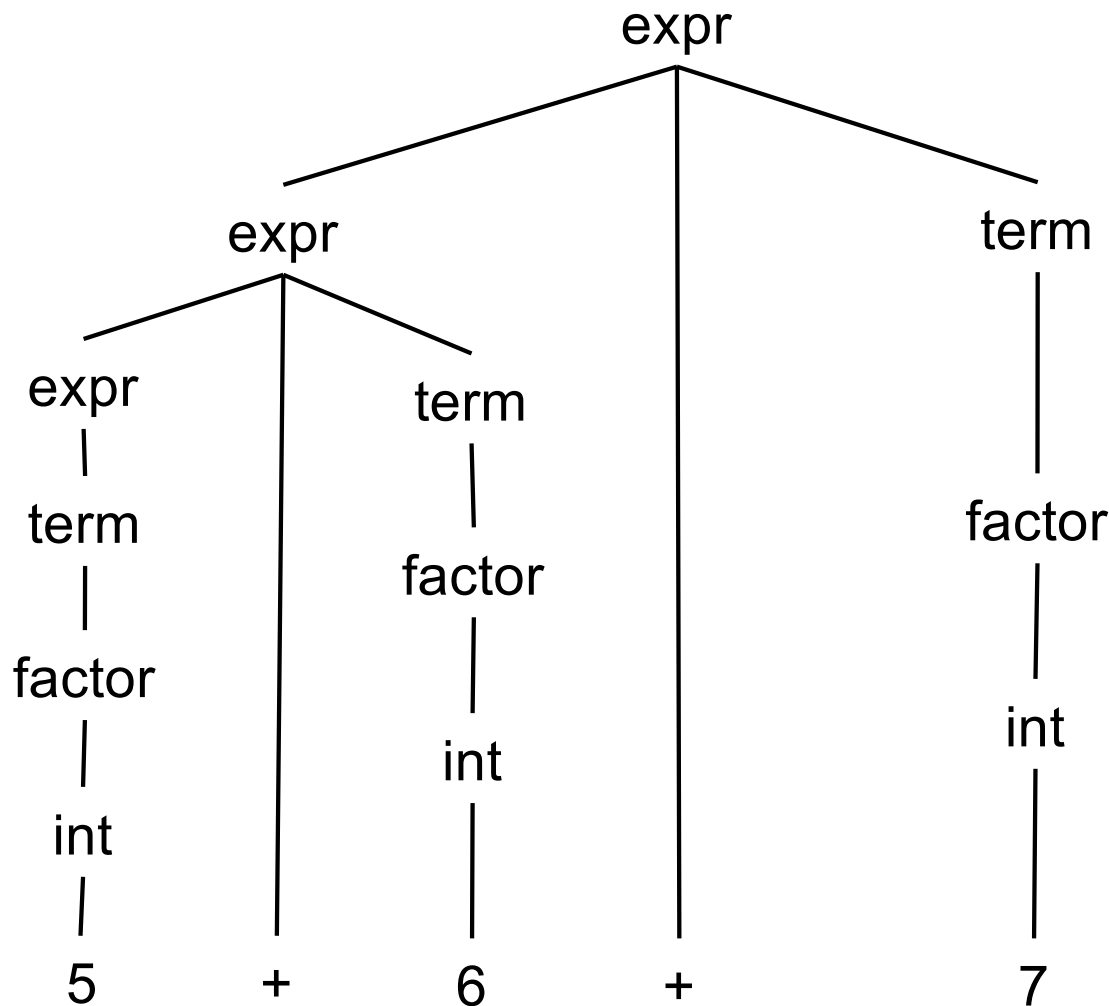 expr
expr term
expr term
term factor
factor
factor int
int
int
5 + 6 + 7